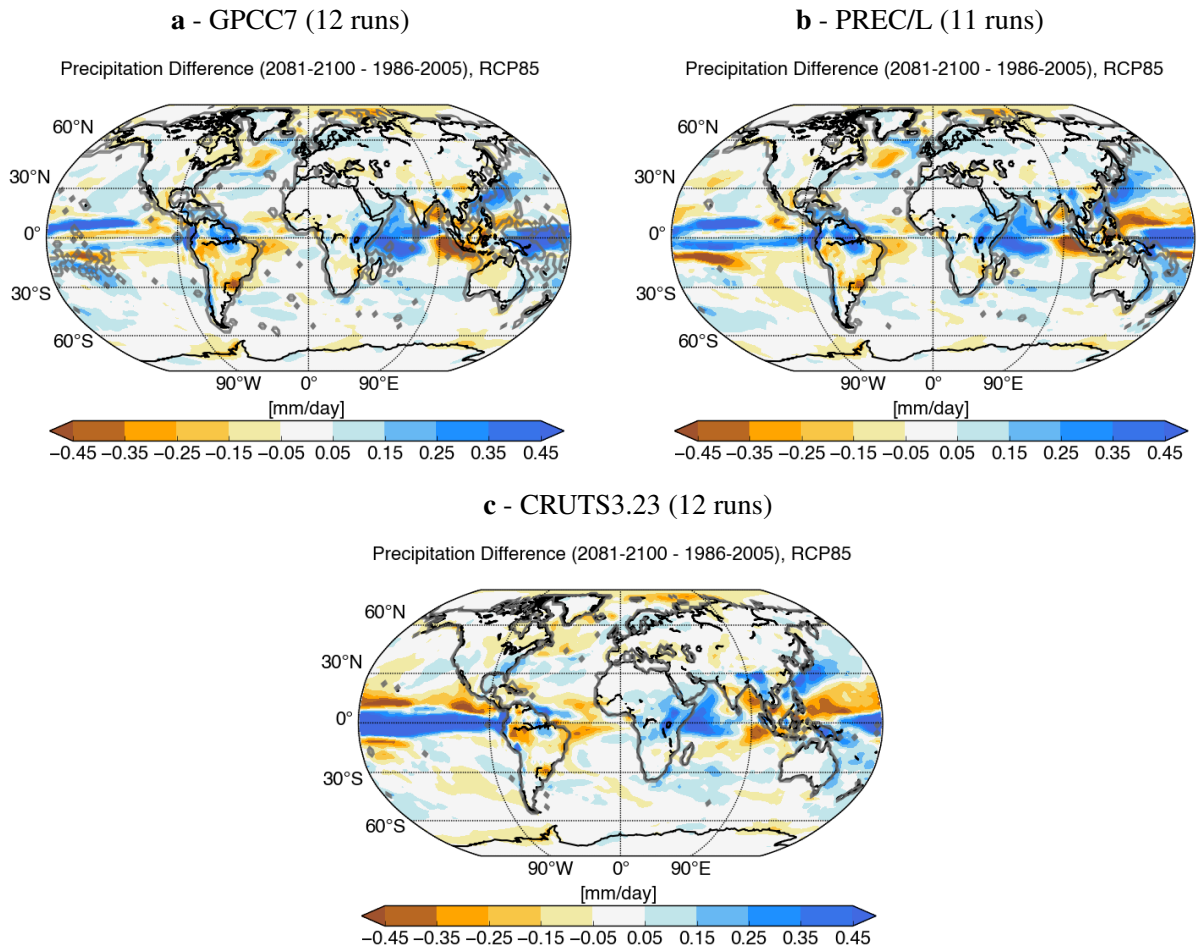 a - GPCC7 (12 runs)
Precipitation Difference (2081-2100 - 1986-2005), RCP85
60°N
30°N
0°
30°S
60°S
90°W 0° 90°E
[mm/day]
−0.45 −0.35 −0.25 −0.15 −0.05 0.05 0.15 0.25 0.35 0.45
b - PREC/L (11 runs)
Precipitation Difference (2081-2100 - 1986-2005), RCP85
60°N
30°N
0°
30°S
60°S
90°W 0° 90°E
[mm/day]
−0.45 −0.35 −0.25 −0.15 −0.05 0.05 0.15 0.25 0.35 0.45
c - CRUTS3.23 (12 runs)
Precipitation Difference (2081-2100 - 1986-2005), RCP85
60°N
30°N
0°
30°S
60°S
90°W 0° 90°E
[mm/day]
−0.45 −0.35 −0.25 −0.15 −0.05 0.05 0.15 0.25 0.35 0.45